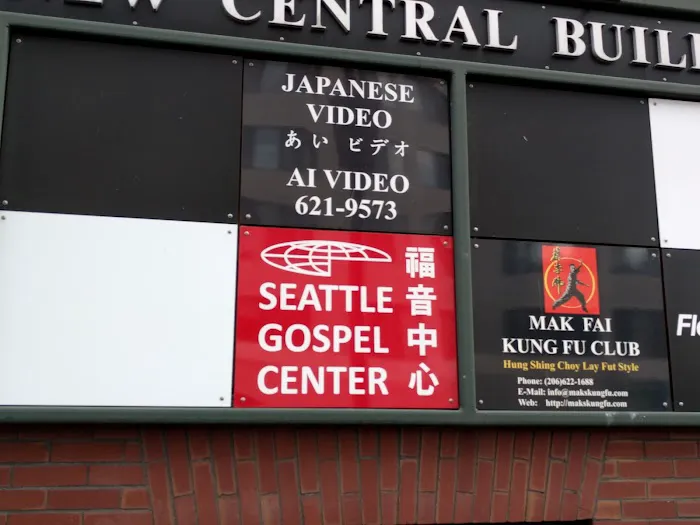 NEW CENTRAL BUIL
JAPANESE
VIDEO
あい ビデオ
AI VIDEO
621-9573
SEATTLE
GOSPEL
CENTER
福音中心
MAK FAI
KUNG FU CLUB
Hung Shing Choy Lay Fut Style
Phone: (206)622-1688
E-Mail: info@makskungfu.com
Web: http://makskungfu.com
Fl